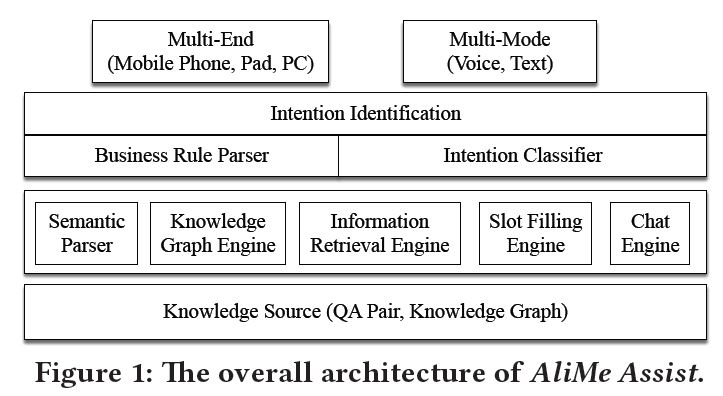 Multi-End
(Mobile Phone, Pad, PC)
Multi-Mode
(Voice, Text)
Intention Identification
Business Rule Parser
Intention Classifier
Semantic
Parser
Knowledge
Graph Engine
Information
Retrieval Engine
Slot Filling
Engine
Chat
Engine
Knowledge Source (QA Pair, Knowledge Graph)
Figure 1: The overall architecture of AliMe Assist.